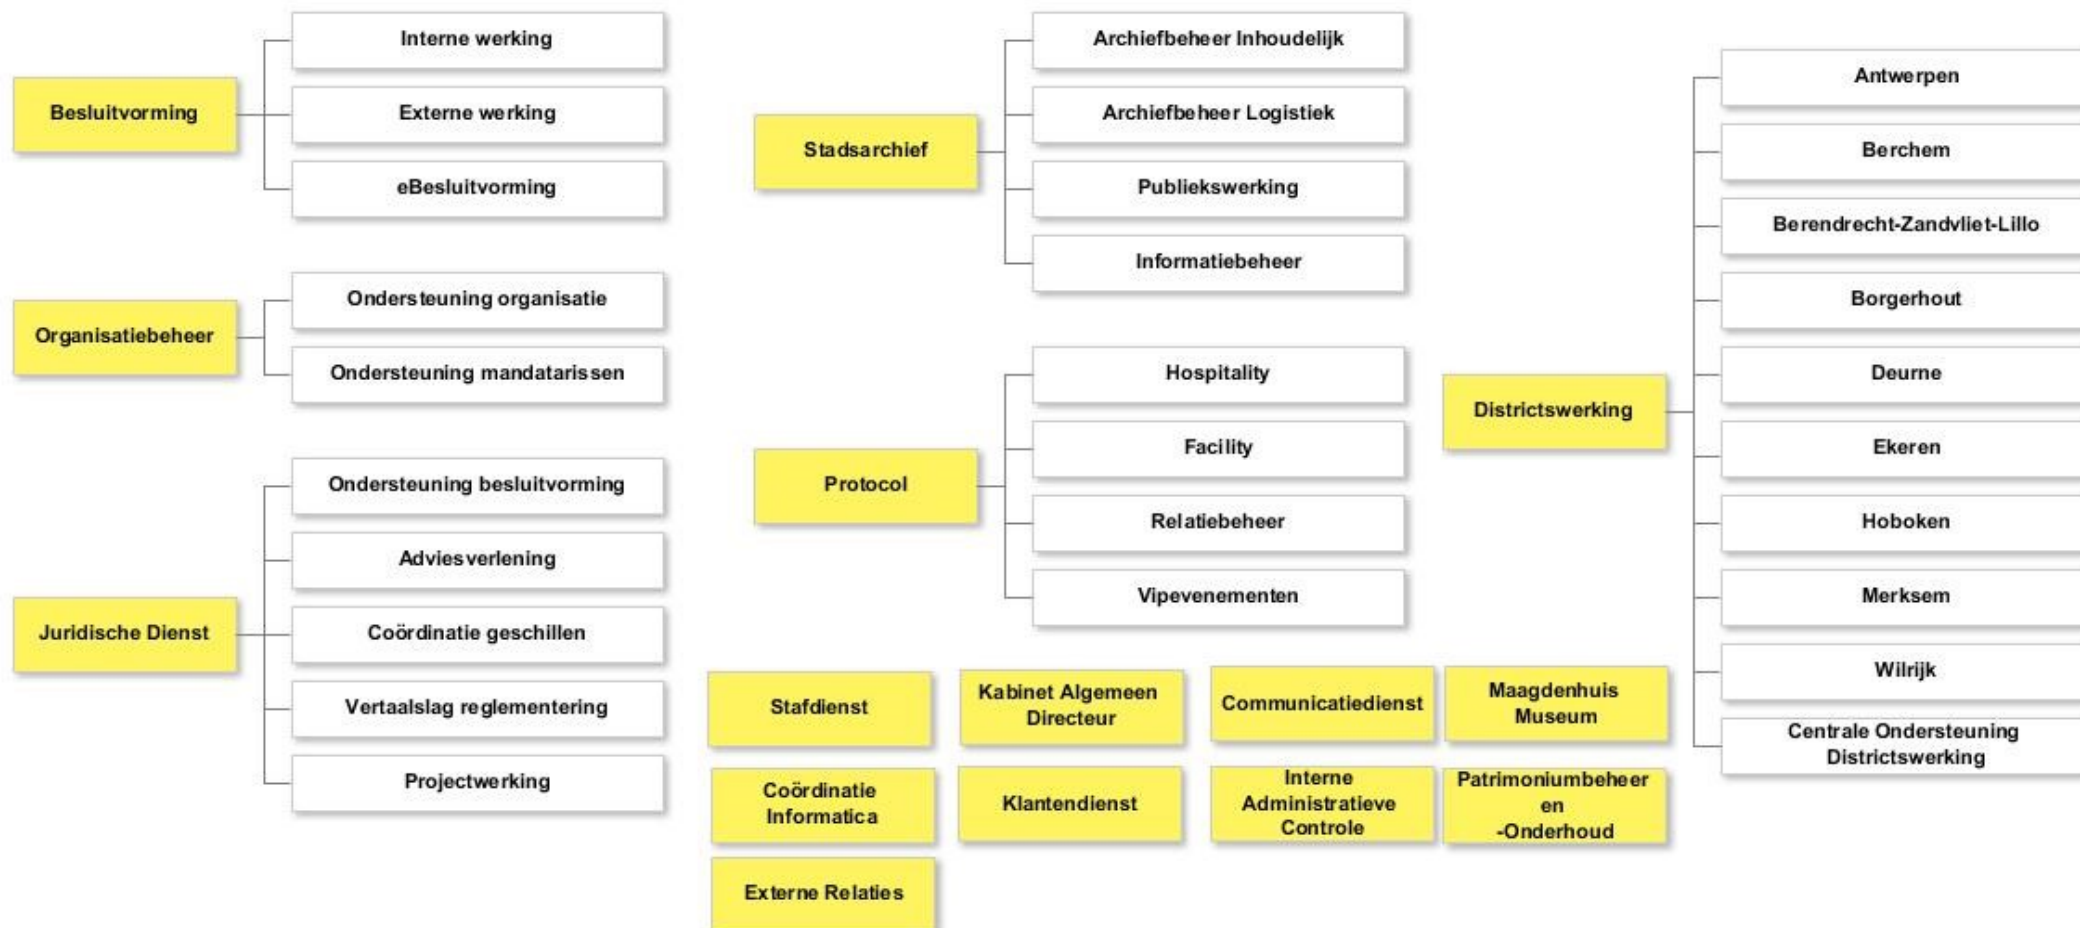 Besluitvorming
Interne werking
Externe werking
eBesluitvorming
Organisatiebeheer
Ondersteuning organisatie
Ondersteuning mandatarissen
Juridische Dienst
Ondersteuning besluitvorming
Adviesverlening
Coördinatie geschillen
Vertaalslag reglementering
Projectwerking
Stadsarchief
Archiefbeheer Inhoudelijk
Archiefbeheer Logistiek
Publiekswerking
Informatiebeheer
Protocol
Hospitality
Facility
Relatiebeheer
Vipevenementen
Districtswerking
Antwerpen
Berchem
Berendrecht-Zandvliet-Lillo
Borgerhout
Deurne
Ekeren
Hoboken
Merksem
Wilrijk
Centrale Ondersteuning
Districtswerking
Stafdienst
Kabinet Algemeen
Directeur
Communicatiedienst
Maagdenhuis
Museum
Coördinatie
Informatica
Klantendienst
Interne
Administratieve
Controle
Patrimoniumbeheer
en
-Onderhoud
Externe Relaties